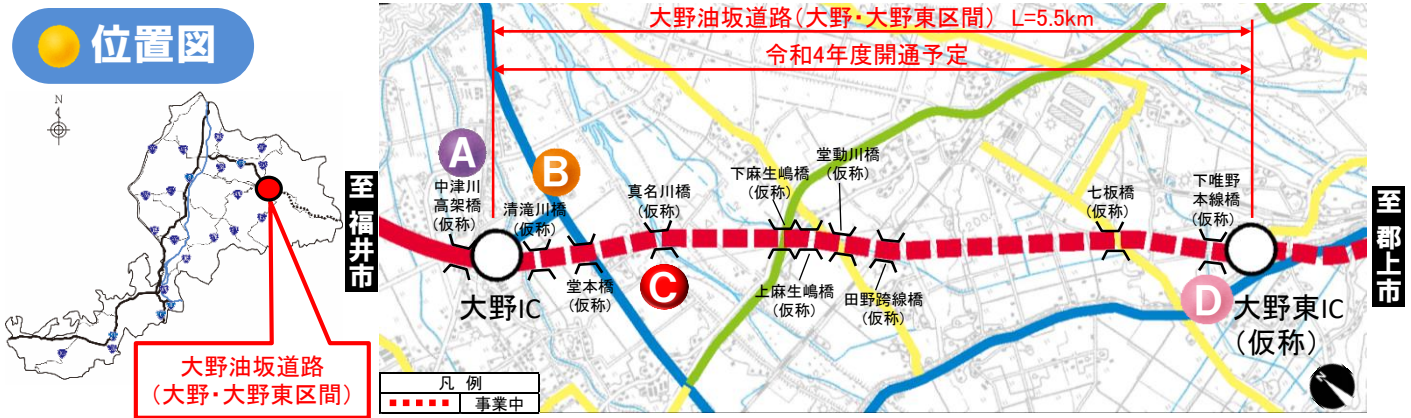 位置図
N
大野油坂道路
(大野・大野東区間)
至 福井市
大野油坂道路(大野・大野東区間) L=5.5km
令和4年度開通予定
A
中津川
高架橋
(仮称)
大野IC
清滝川橋
(仮称)
B
堂本橋
(仮称)
真名川橋
(仮称)
C
下麻生嶋橋
(仮称)
上麻生嶋橋
(仮称)
堂動川橋
(仮称)
田野跨線橋
(仮称)
七板橋
(仮称)
下唯野
本線橋
(仮称)
D
大野東IC
(仮称)
至 郡上市
凡 例
事業中
N